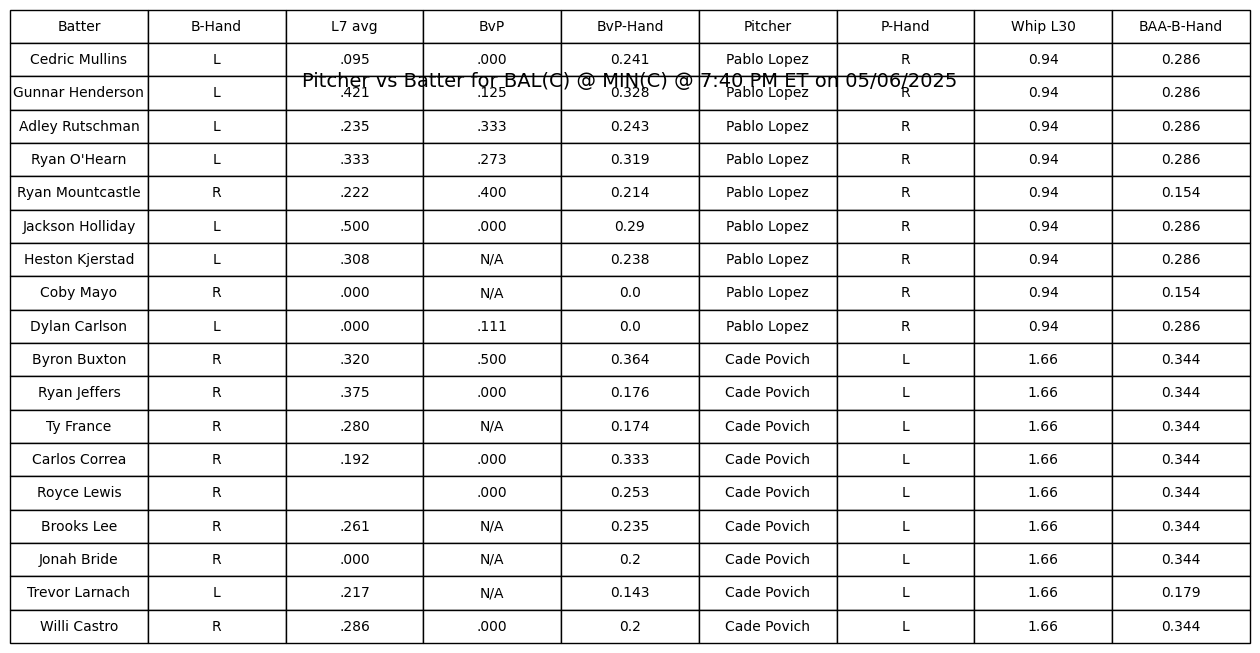 Batter B-Hand L7 avg BvP BvP-Hand Pitcher P-Hand Whip L30 BAA-B-Hand
Cedric Mullins L .095 .000 0.241 Pablo Lopez R 0.94 0.286
Pitcher vs Batter for BAL(C) @ MIN(C) @ 7:40 PM ET on 05/06/2025
Gunnar Henderson L .421 .125 0.328 Pablo Lopez R 0.94 0.286
Adley Rutschman L .235 .333 0.243 Pablo Lopez R 0.94 0.286
Ryan O'Hearn L .333 .273 0.319 Pablo Lopez R 0.94 0.286
Ryan Mountcastle R .222 .400 0.214 Pablo Lopez R 0.94 0.154
Jackson Holliday L .500 .000 0.29 Pablo Lopez R 0.94 0.286
Heston Kjerstad L .308 N/A 0.238 Pablo Lopez R 0.94 0.286
Coby Mayo R .000 N/A 0.0 Pablo Lopez R 0.94 0.154
Dylan Carlson L .000 .111 0.0 Pablo Lopez R 0.94 0.286
Byron Buxton R .320 .500 0.364 Cade Povich L 1.66 0.344
Ryan Jeffers R .375 .000 0.176 Cade Povich L 1.66 0.344
Ty France R .280 N/A 0.174 Cade Povich L 1.66 0.344
Carlos Correa R .192 .000 0.333 Cade Povich L 1.66 0.344
Royce Lewis R .000 0.253 Cade Povich L 1.66 0.344
Brooks Lee R .261 N/A 0.235 Cade Povich L 1.66 0.344
Jonah Bride R .000 N/A 0.2 Cade Povich L 1.66 0.344
Trevor Larnach L .217 N/A 0.143 Cade Povich L 1.66 0.179
Willi Castro R .286 .000 0.2 Cade Povich L 1.66 0.344